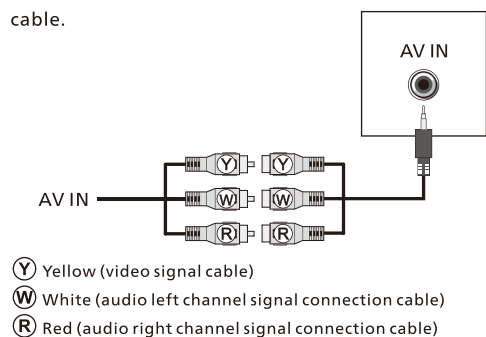 cable.
AV IN
Y Y
AV IN W W
R R
Y Yellow (video signal cable)
W White (audio left channel signal connection cable)
R Red (audio right channel signal connection cable)